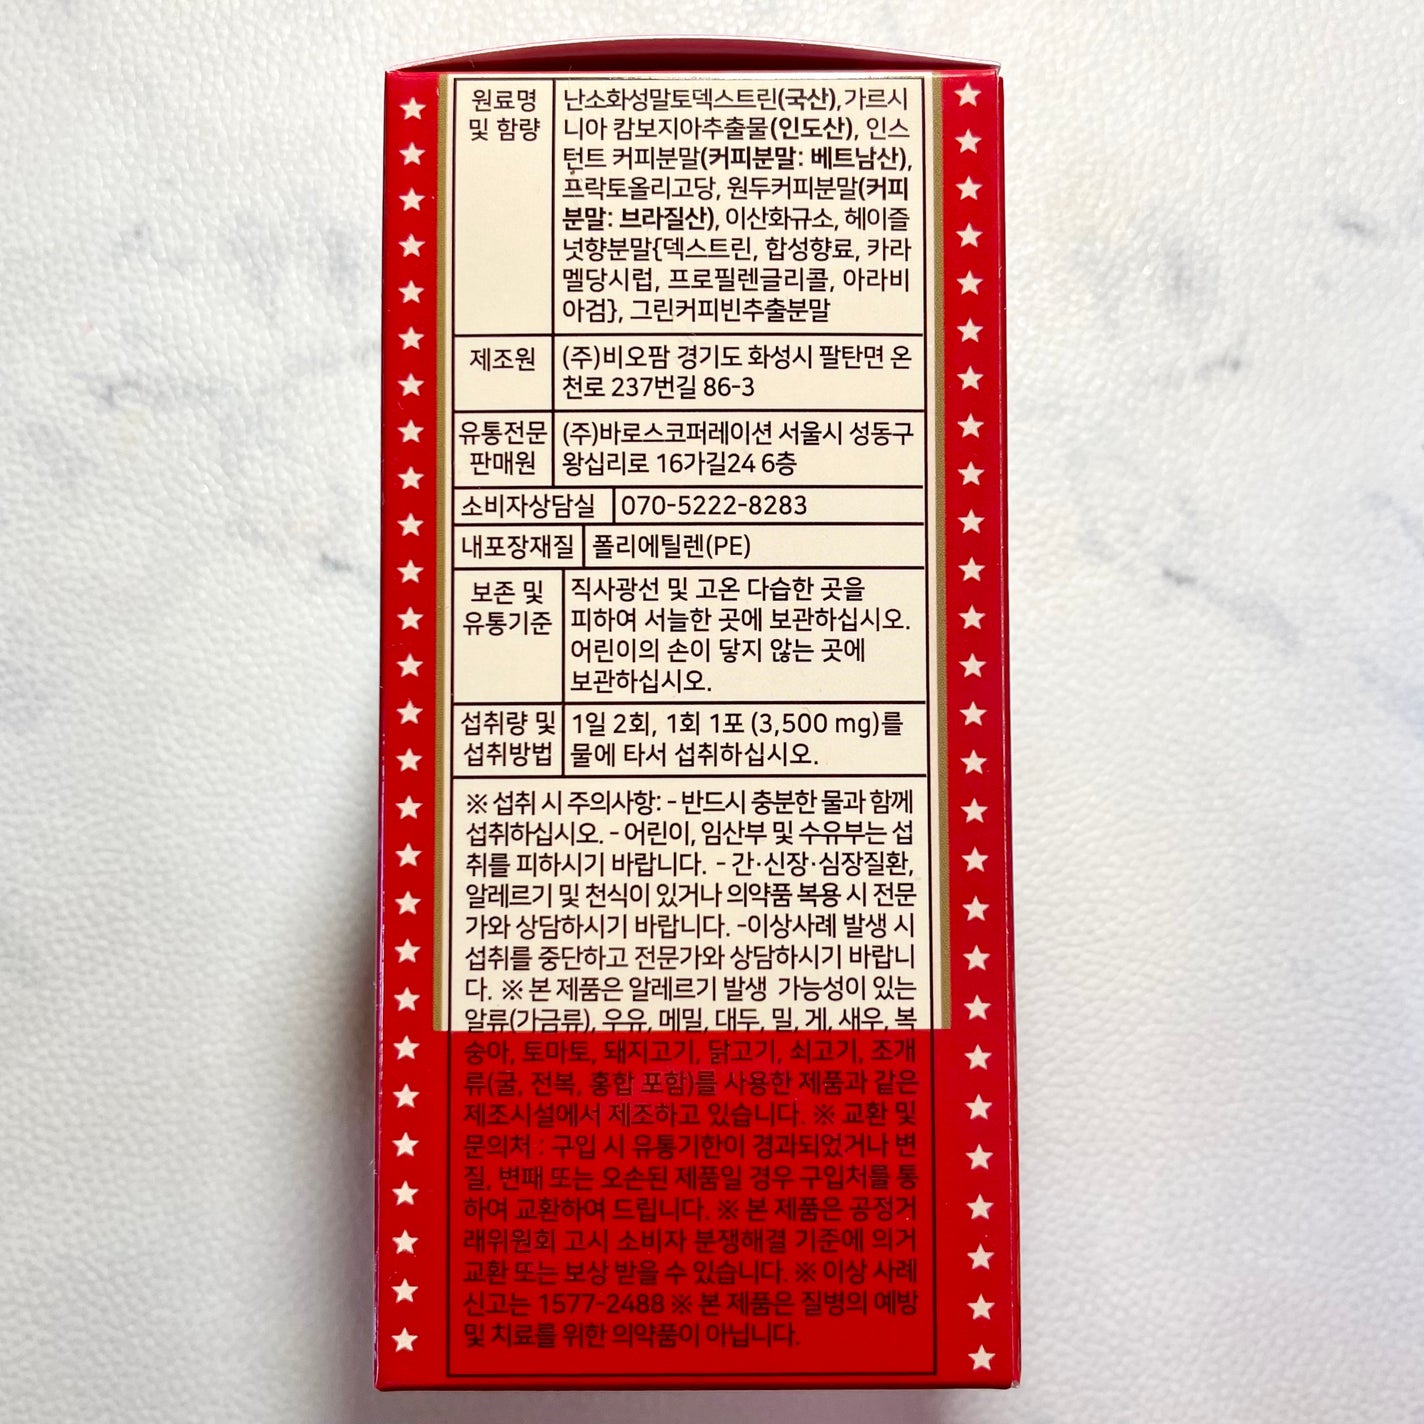 원료명
및 함량
난소화성말토덱스트린(국산),가르시
니아 캄보지아추출물(인도산), 인스
턴트 커피분말(커피분말: 베트남산),
프락토올리고당, 원두커피분말(커피
분말: 브라질산), 이산화규소, 헤이즐
넛향분말{덱스트린, 합성향료, 카라
멜당시럽, 프로필렌글리콜, 아라비
아검}, 그린커피빈추출분말
제조원
(주)비오팜 경기도 화성시 팔탄면 온
천로 237번길 86-3
유통전문
판매원
(주)바로스코퍼레이션 서울시 성동구
왕십리로 16가길24 6층
소비자상담실
070-5222-8283
내포장재질
폴리에틸렌(PE)
보존 및
유통기준
직사광선 및 고온 다습한 곳을
피하여 서늘한 곳에 보관하십시오.
어린이의 손이 닿지 않는 곳에
보관하십시오.
섭취량 및
섭취방법
1일 2회, 1회 1포 (3,500 mg)를
물에 타서 섭취하십시오.
※ 섭취 시 주의사항: - 반드시 충분한 물과 함께
섭취하십시오. - 어린이, 임산부 및 수유부는 섭
취를 피하시기 바랍니다. - 간·신장·심장질환,
알레르기 및 천식이 있거나 의약품 복용 시 전문
가와 상담하시기 바랍니다. -이상사례 발생 시
섭취를 중단하고 전문가와 상담하시기 바랍니
다. ※ 본 제품은 알레르기 발생 가능성이 있는
알류(가금류), 우유, 메밀, 대두, 밀, 게, 새우, 복
숭아, 토마토, 돼지고기, 닭고기, 쇠고기, 조개
류(굴, 전복, 홍합 포함)를 사용한 제품과 같은
제조시설에서 제조하고 있습니다. ※ 교환 및
문의처 : 구입 시 유통기한이 경과되었거나 변
질, 변패 또는 오손된 제품일 경우 구입처를 통
하여 교환하여 드립니다. ※ 본 제품은 공정거
래위원회 고시 소비자 분쟁해결 기준에 의거
교환 또는 보상 받을 수 있습니다. ※ 이상 사례
신고는 1577-2488 ※ 본 제품은 질병의 예방
및 치료를 위한 의약품이 아닙니다.